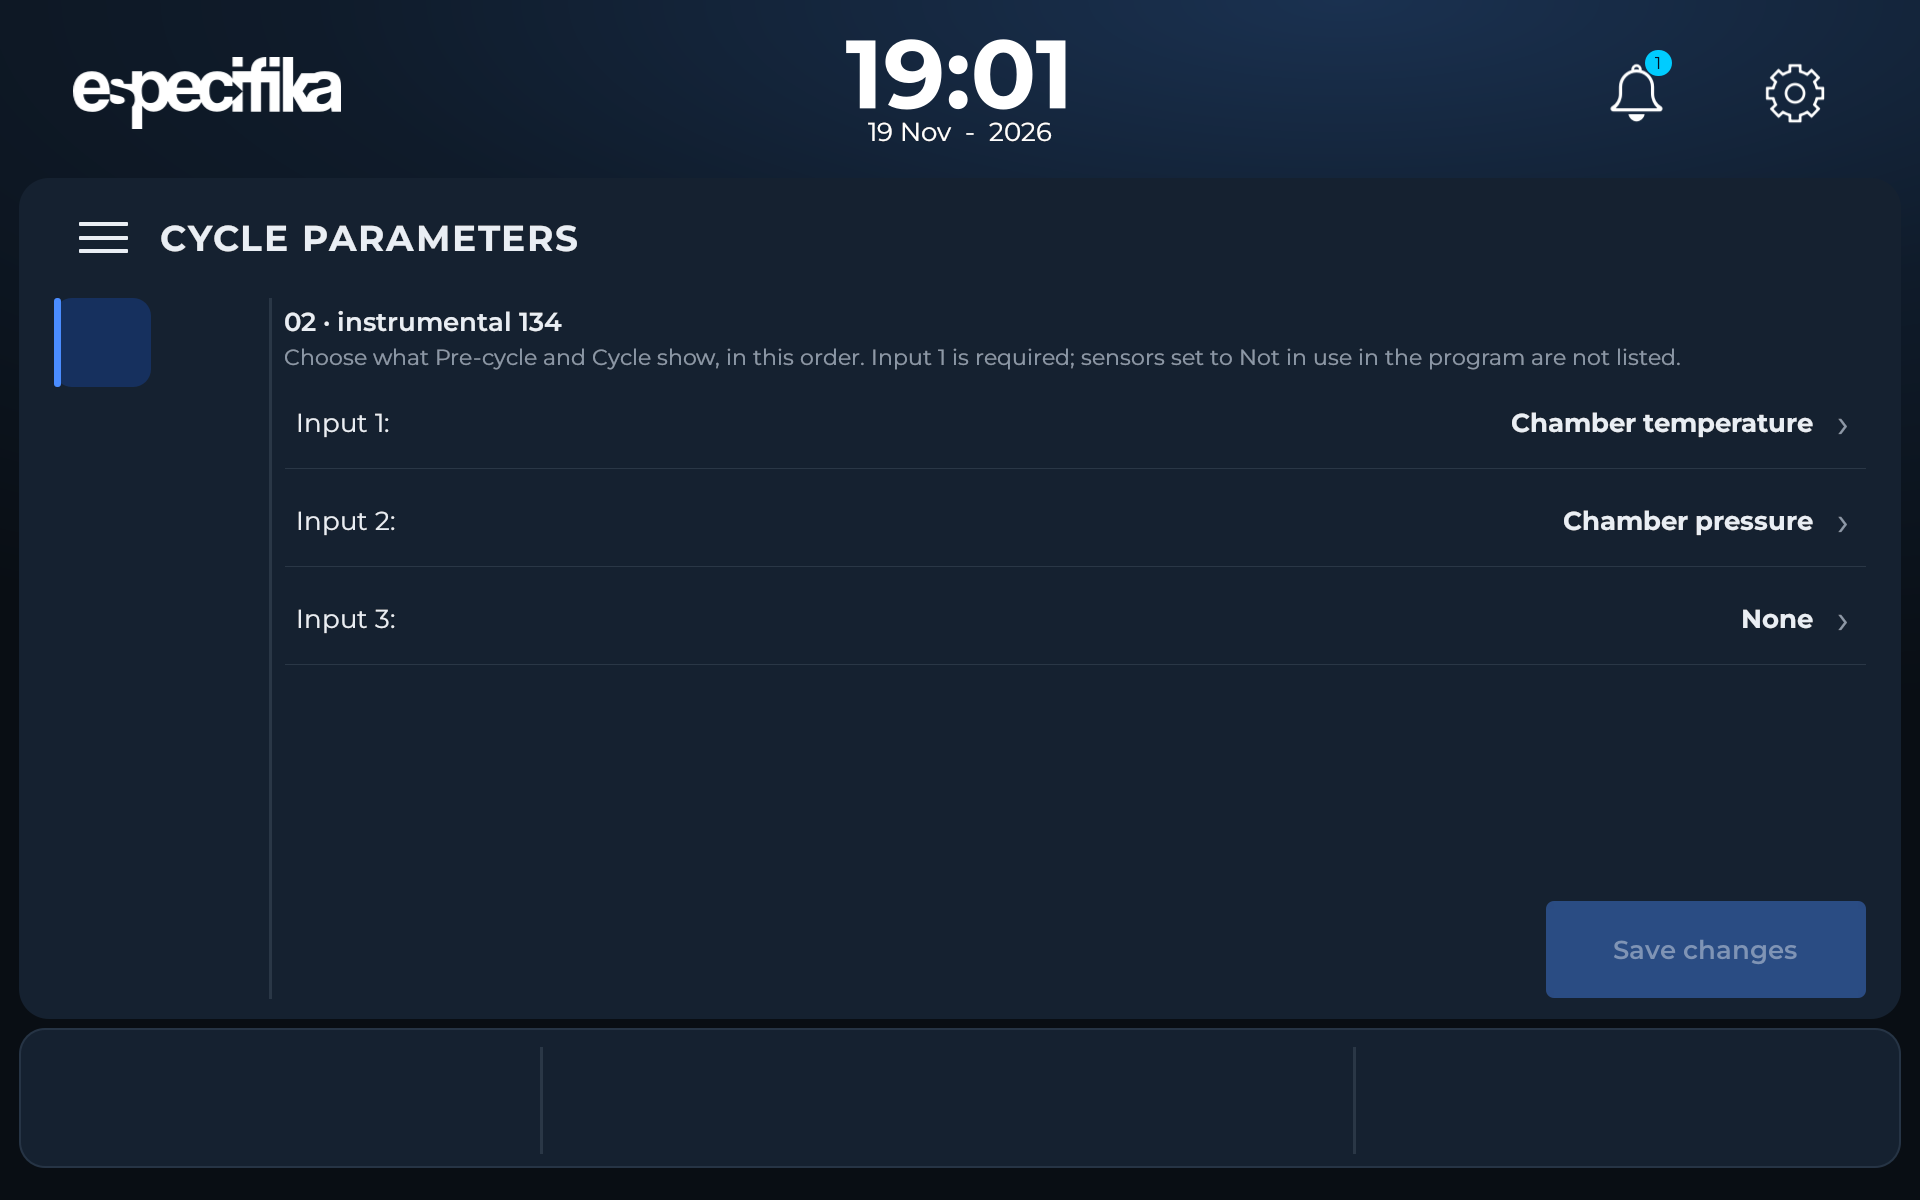 especifika
19:01
19 Nov - 2026
1
CYCLE PARAMETERS
02 · instrumental 134
Choose what Pre-cycle and Cycle show, in this order. Input 1 is required; sensors set to Not in use in the program are not listed.
Input 1: Chamber temperature ›
Input 2: Chamber pressure ›
Input 3: None ›
Save changes